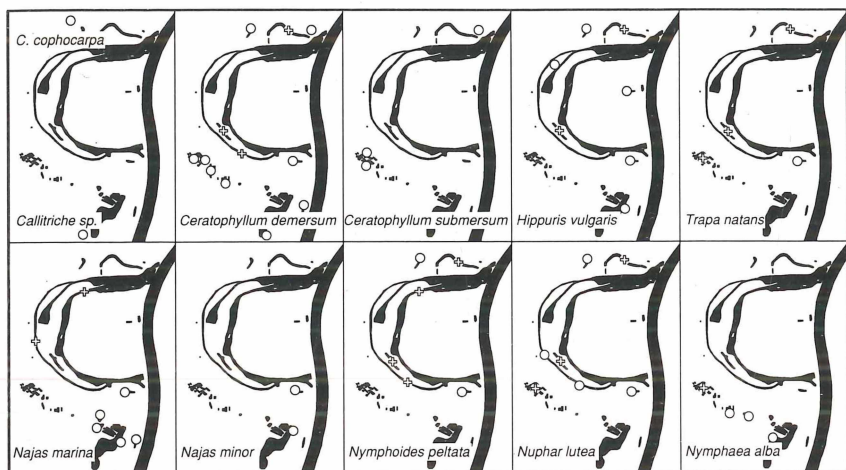 C. cophocarpa
Callitriche sp.
Ceratophyllum demersum
Ceratophyllum submersum
Hippuris vulgaris
Trapa natans
Najas marina
Najas minor
Nymphoides peltata
Nuphar lutea
Nymphaea alba